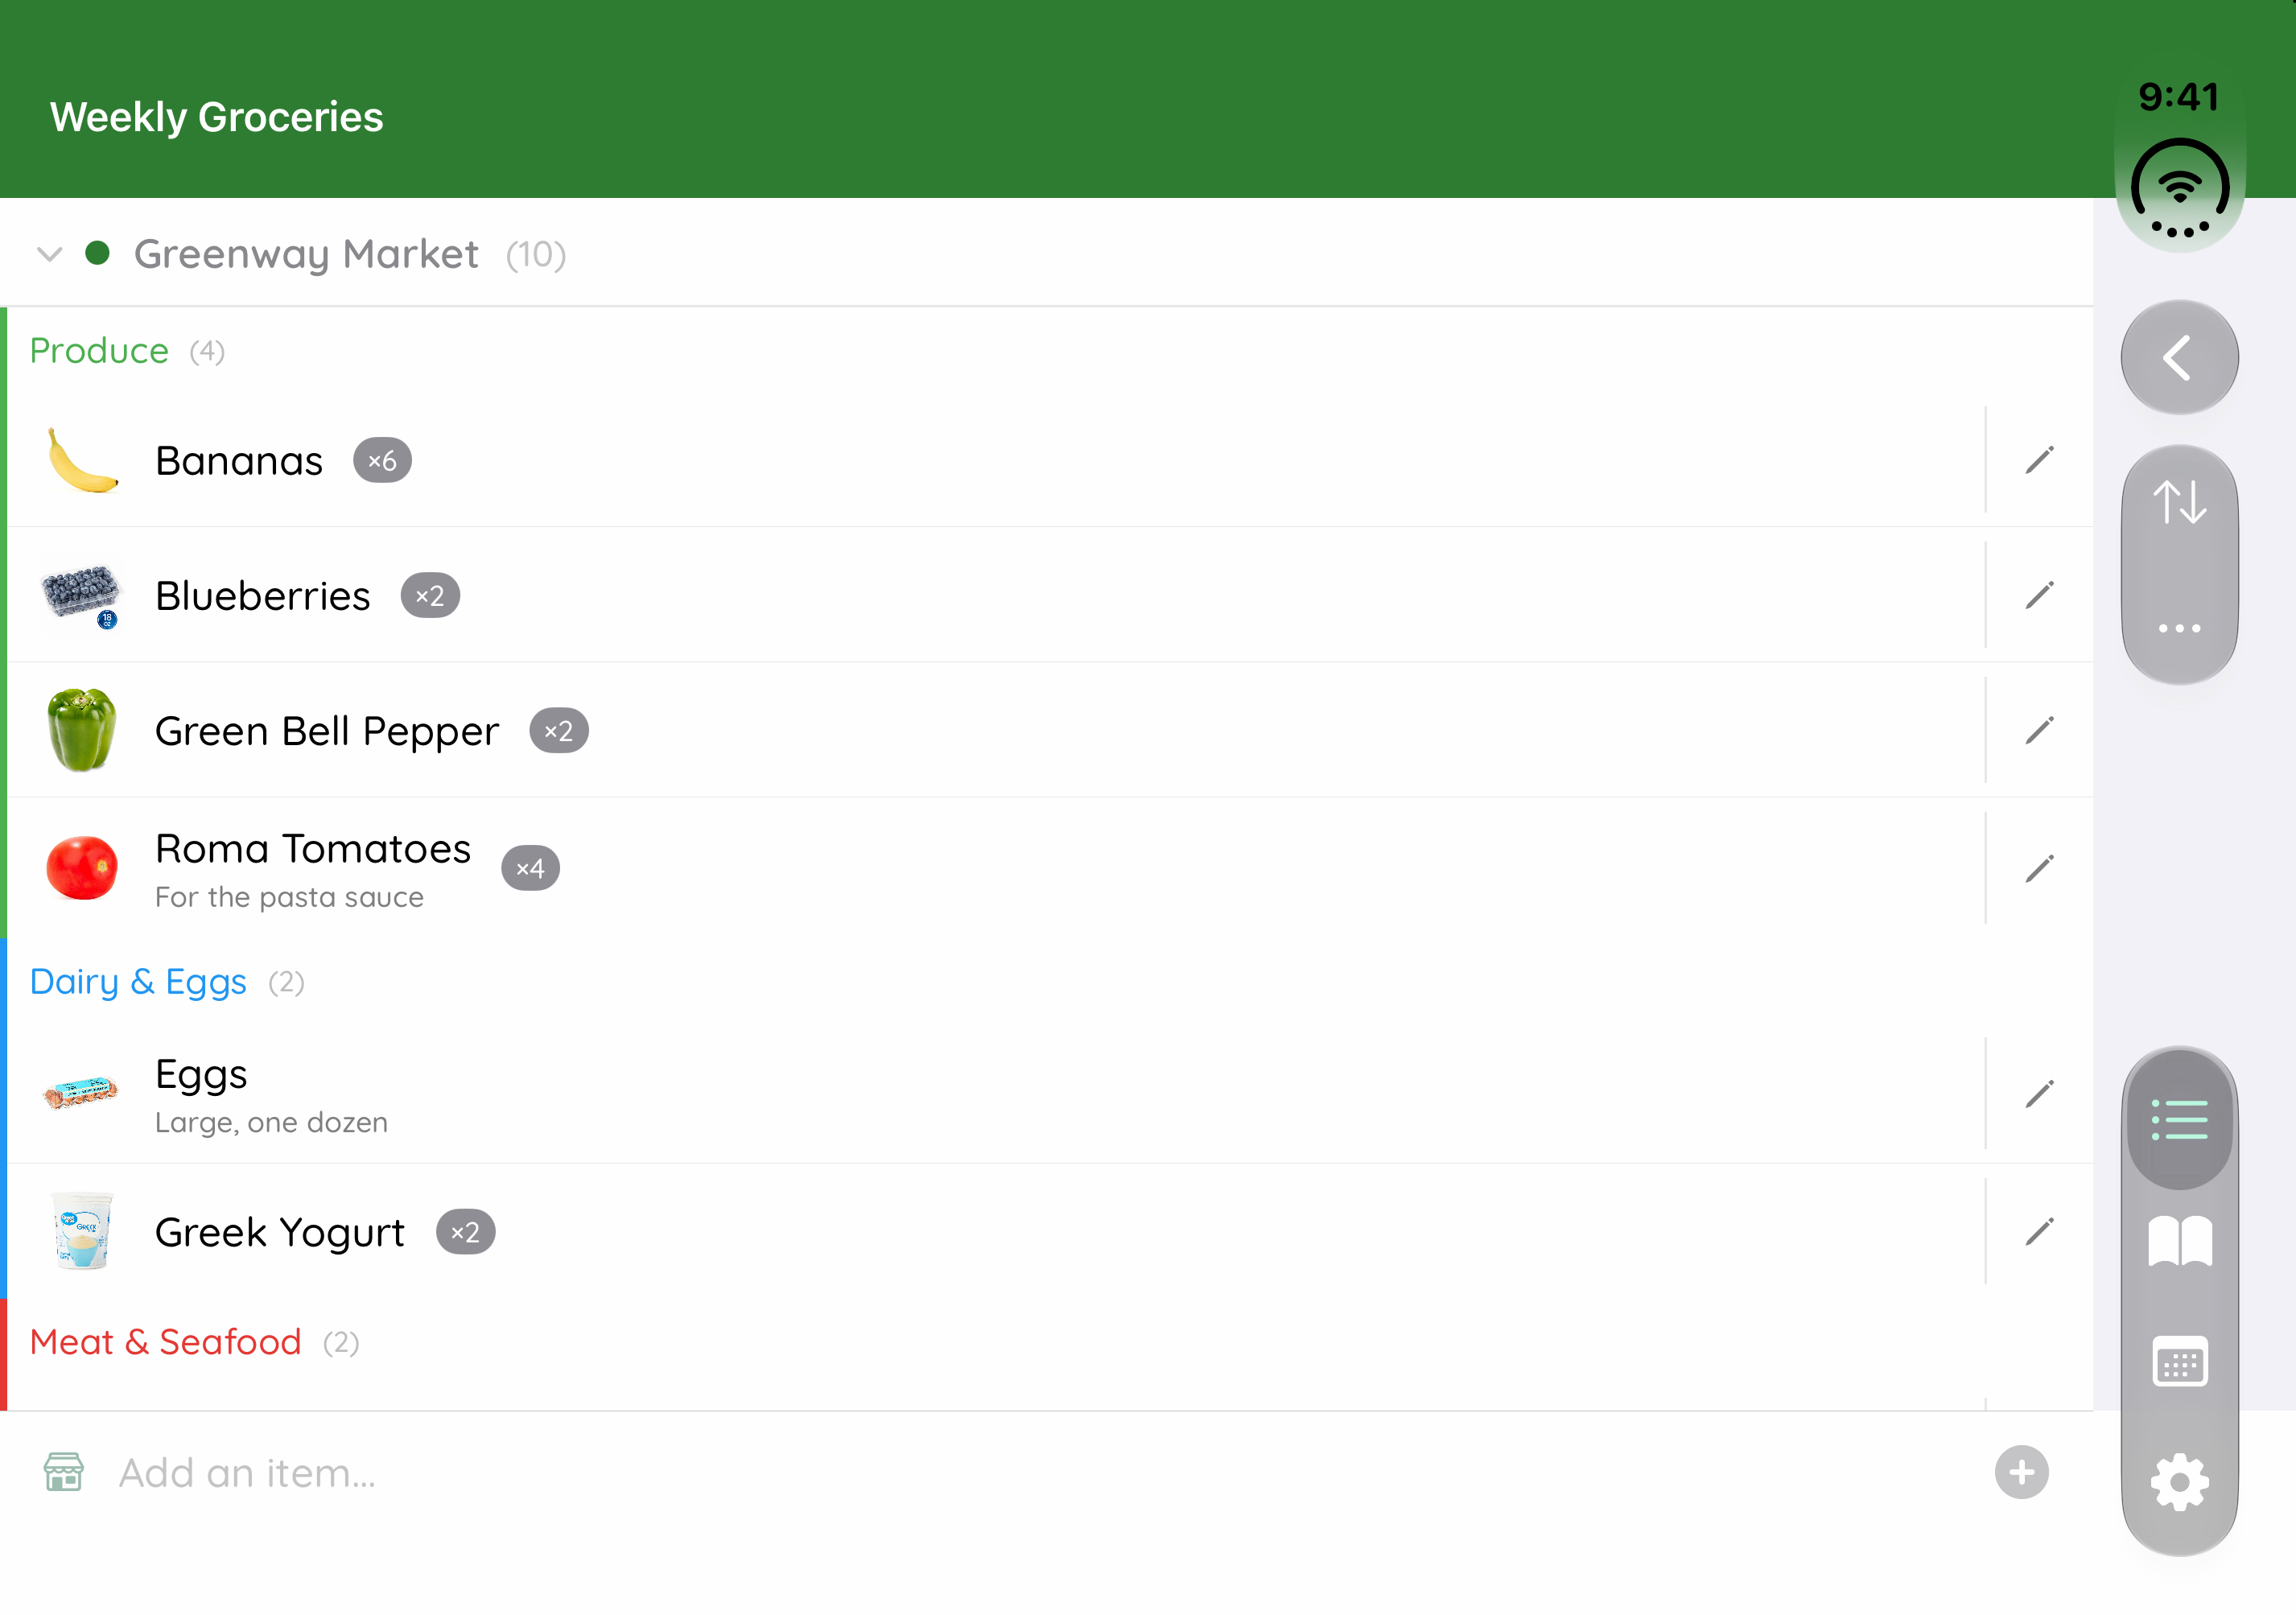 Weekly Groceries
9:41
Greenway Market (10)
Produce (4)
Bananas ×6
Blueberries ×2
18
oz
Green Bell Pepper ×2
Roma Tomatoes ×4
For the pasta sauce
Dairy & Eggs (2)
Eggs
Large, one dozen
Greek Yogurt ×2
Meat & Seafood (2)
Add an item...